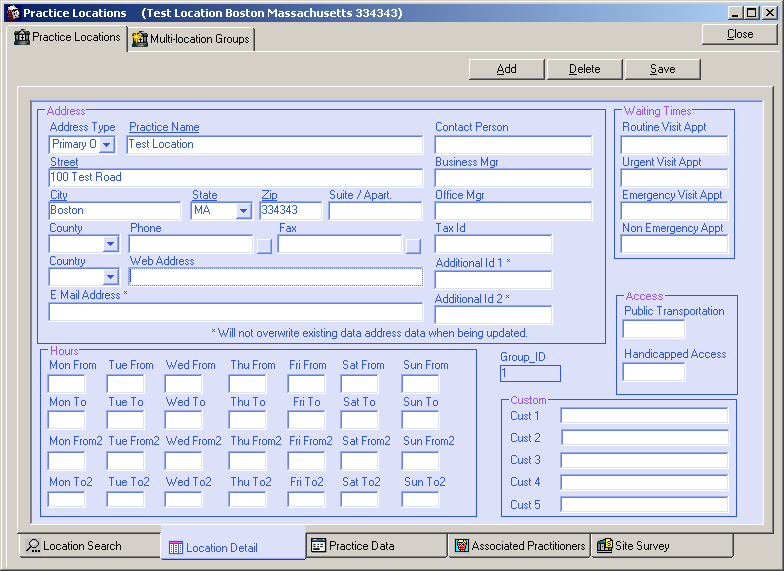 Practice Locations (Test Location Boston Massachusetts 334343)
Practice Locations Multi-location Groups Close
Add Delete Save
Address
Address Type Practice Name Contact Person
Primary O Test Location
Street Business Mgr
100 Test Road
City State Zip Suite / Apart. Office Mgr
Boston MA 334343
County Phone Fax Tax Id
Country Web Address Additional Id 1 *
E Mail Address * Additional Id 2 *
* Will not overwrite existing data address data when being updated.
Waiting Times
Routine Visit Appt
Urgent Visit Appt
Emergency Visit Appt
Non Emergency Appt
Access
Public Transportation
Handicapped Access
Hours
Mon From Tue From Wed From Thu From Fri From Sat From Sun From
Mon To Tue To Wed To Thu To Fri To Sat To Sun To
Mon From2 Tue From2 Wed From2 Thu From2 Fri From2 Sat From2 Sun From2
Mon To2 Tue To2 Wed To2 Thu To2 Fri To2 Sat To2 Sun To2
Group_ID
1
Custom
Cust 1
Cust 2
Cust 3
Cust 4
Cust 5
Location Search Location Detail Practice Data Associated Practitioners Site Survey